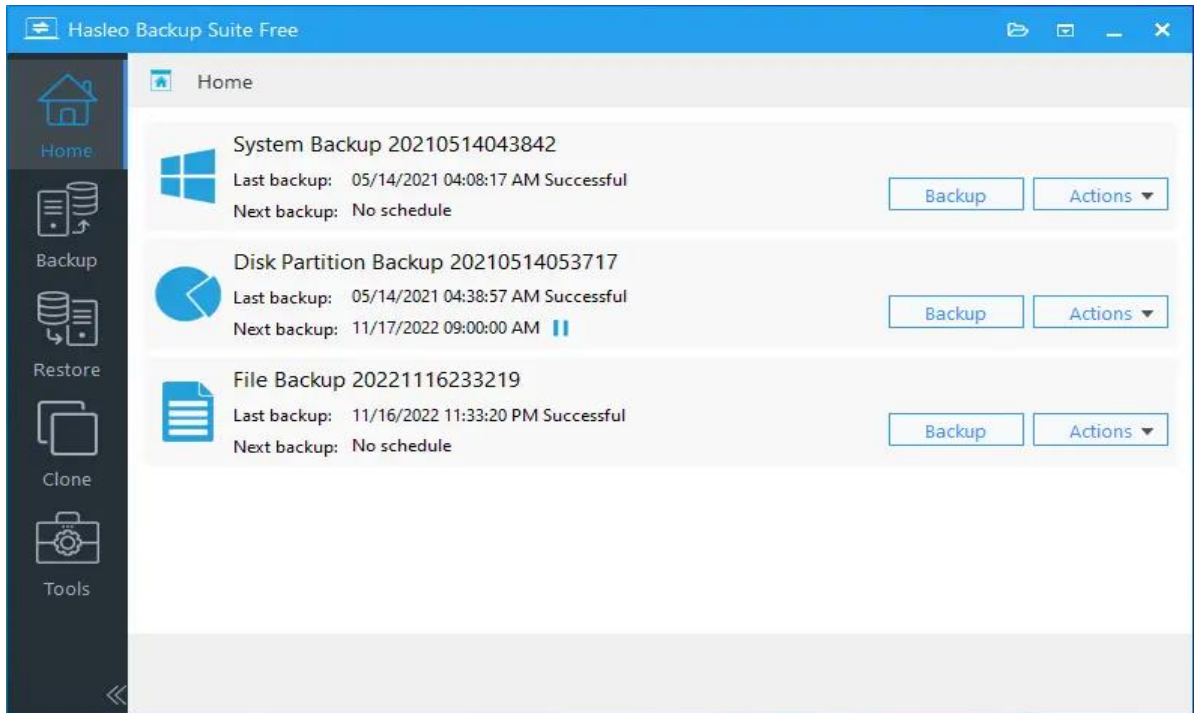 Hasleo Backup Suite Free
Home
Home
System Backup 20210514043842
Last backup: 05/14/2021 04:08:17 AM Successful
Next backup: No schedule
Backup
Actions
Backup
Disk Partition Backup 20210514053717
Last backup: 05/14/2021 04:38:57 AM Successful
Next backup: 11/17/2022 09:00:00 AM
Backup
Actions
Restore
File Backup 20221116233219
Last backup: 11/16/2022 11:33:20 PM Successful
Next backup: No schedule
Backup
Actions
Clone
Tools